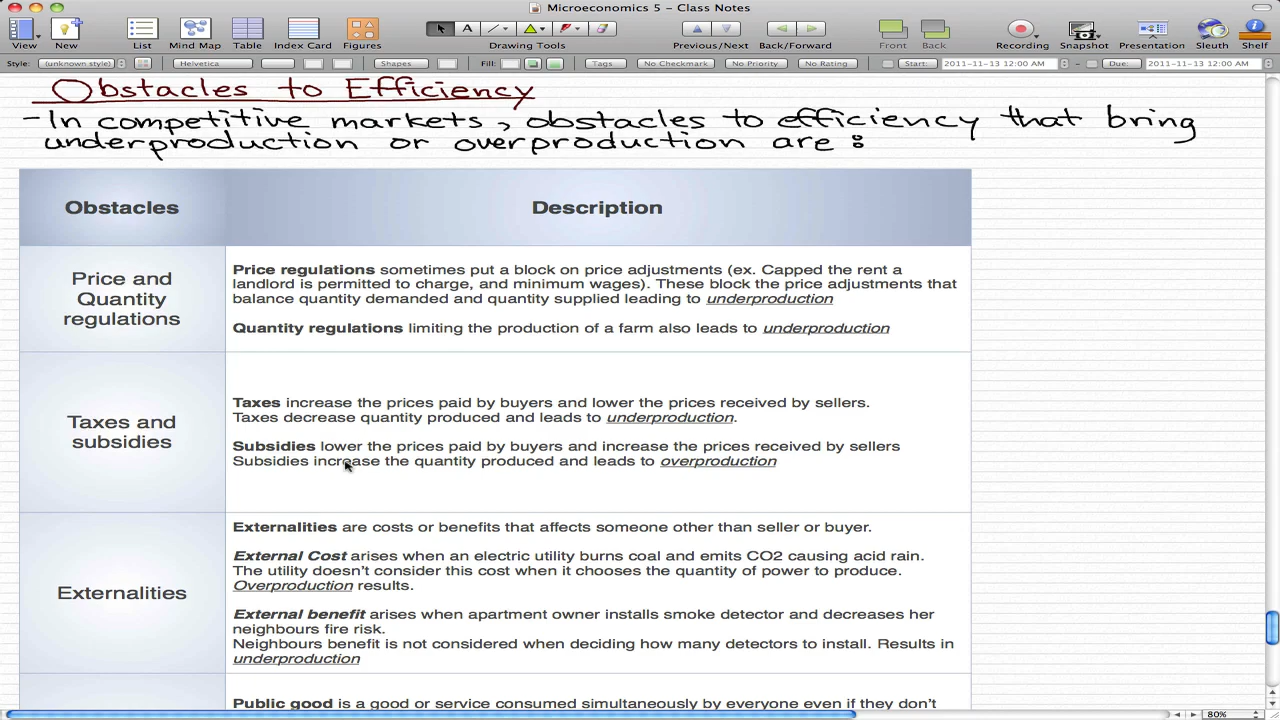 Microeconomics 5 – Class Notes
View New List Mind Map Table Index Card Figures Drawing Tools Previous/Next Back/Forward Front Back Recording Snapshot Presentation Sleuth Shelf
Style: (unknown style) Helvetica Shapes Fill: Tags No Checkmark No Priority No Rating Start: 2011-11-13 12:00 AM Due: 2011-11-13 12:00 AM
Obstacles to Efficiency
- In competitive markets, obstacles to efficiency that bring
underproduction or overproduction are :
Obstacles Description
Price and
Quantity
regulations
Price regulations sometimes put a block on price adjustments (ex. Capped the rent a
landlord is permitted to charge, and minimum wages). These block the price adjustments that
balance quantity demanded and quantity supplied leading to underproduction
Quantity regulations limiting the production of a farm also leads to underproduction
Taxes and
subsidies
Taxes increase the prices paid by buyers and lower the prices received by sellers.
Taxes decrease quantity produced and leads to underproduction.
Subsidies lower the prices paid by buyers and increase the prices received by sellers
Subsidies increase the quantity produced and leads to overproduction
Externalities
Externalities are costs or benefits that affects someone other than seller or buyer.
External Cost arises when an electric utility burns coal and emits CO2 causing acid rain.
The utility doesn't consider this cost when it chooses the quantity of power to produce.
Overproduction results.
External benefit arises when apartment owner installs smoke detector and decreases her
neighbours fire risk.
Neighbours benefit is not considered when deciding how many detectors to install. Results in
underproduction
Public good is a good or service consumed simultaneously by everyone even if they don't
80%